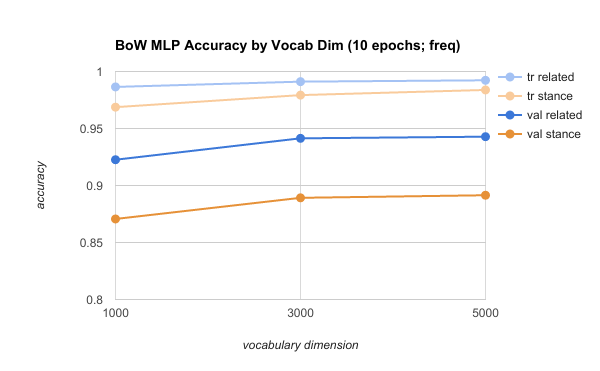 BoW MLP Accuracy by Vocab Dim (10 epochs; freq)
1
0.95
0.9
0.85
0.8
accuracy
1000
3000
5000
vocabulary dimension
tr related
tr stance
val related
val stance